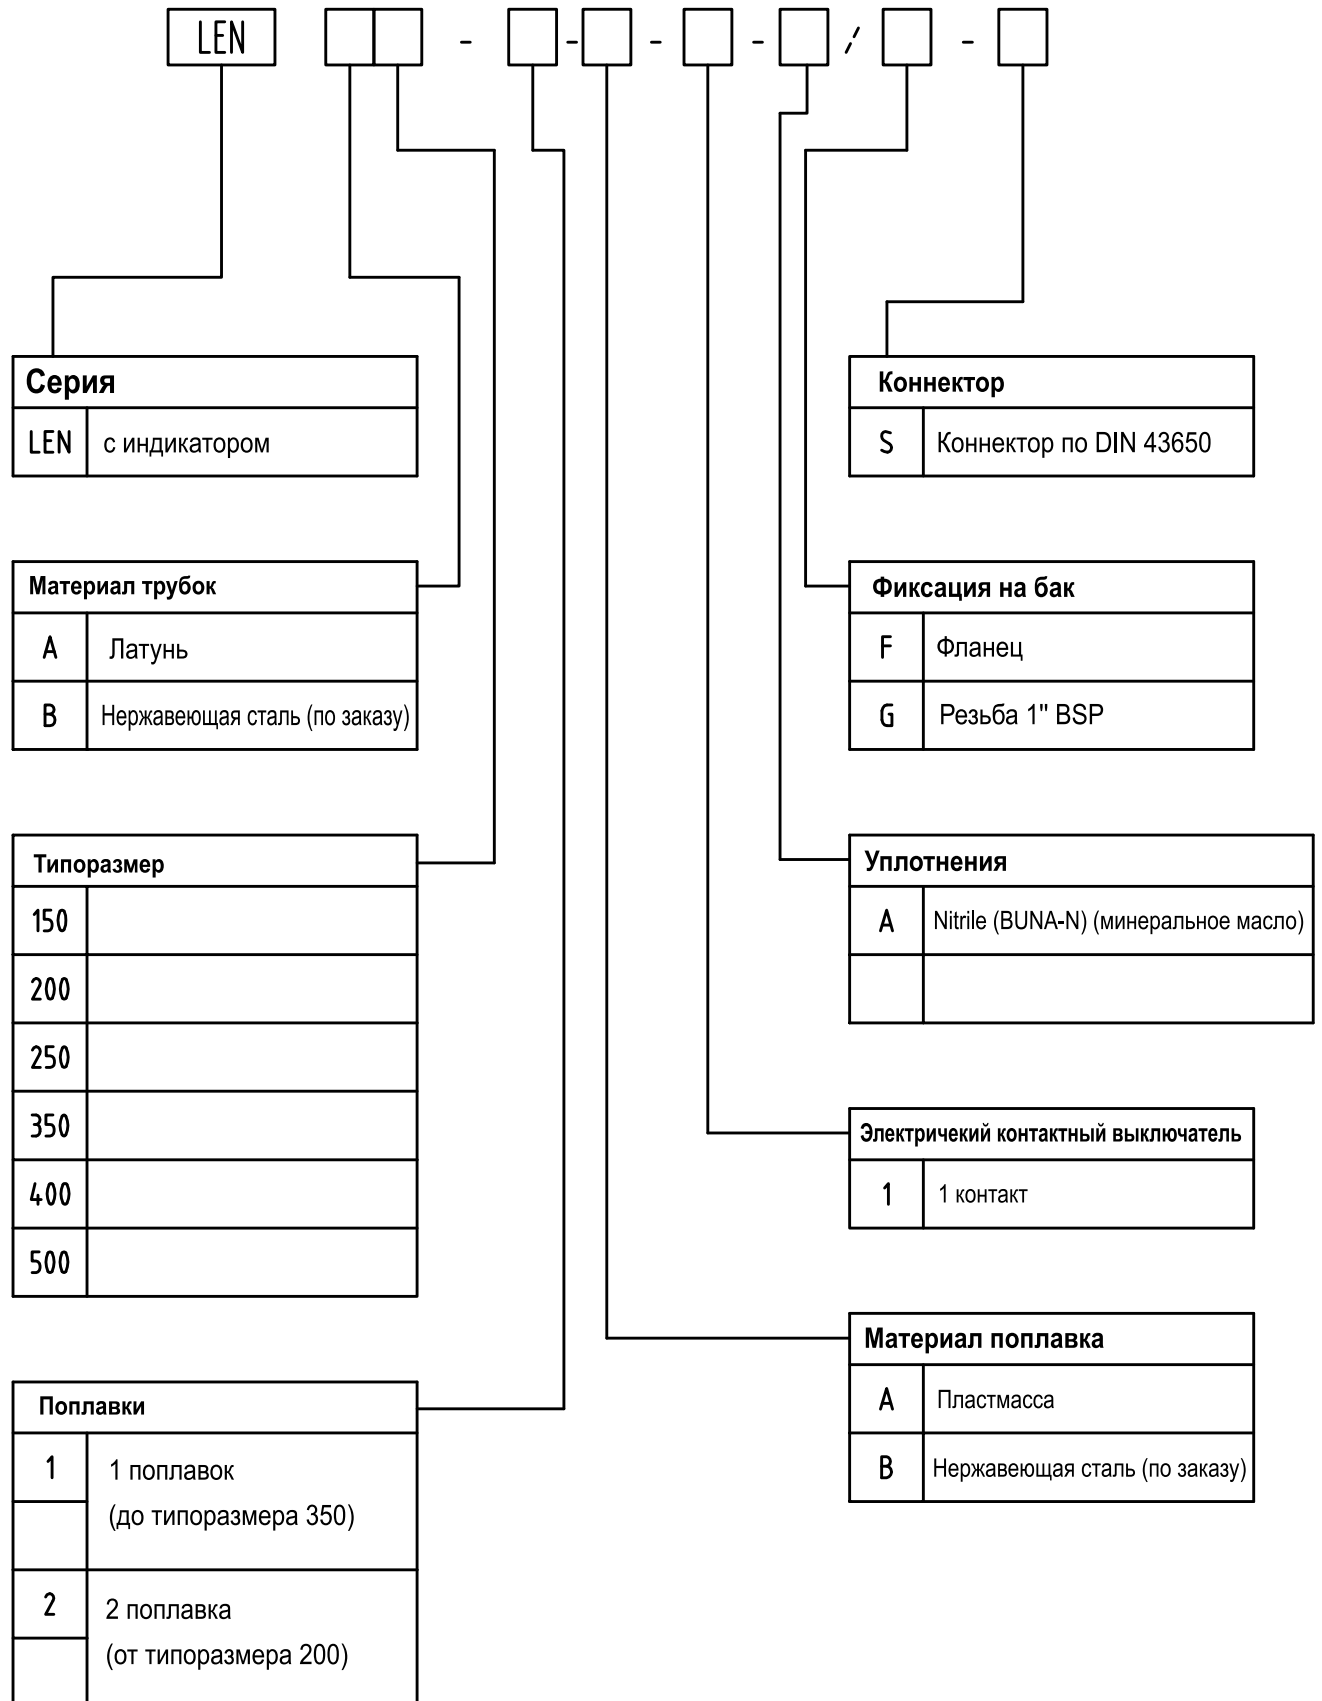 LEN - - - - / -
Серия
LEN с индикатором
Материал трубок
A Латунь
B Нержавеющая сталь (по заказу)
Типоразмер
150
200
250
350
400
500
Поплавки
1 1 поплавок
(до типоразмера 350)
2 2 поплавка
(от типоразмера 200)
Коннектор
S Коннектор по DIN 43650
Фиксация на бак
F Фланец
G Резьба 1" BSP
Уплотнения
A Nitrile (BUNA-N) (минеральное масло)
Электричекий контактный выключатель
1 1 контакт
Материал поплавка
A Пластмасса
B Нержавеющая сталь (по заказу)